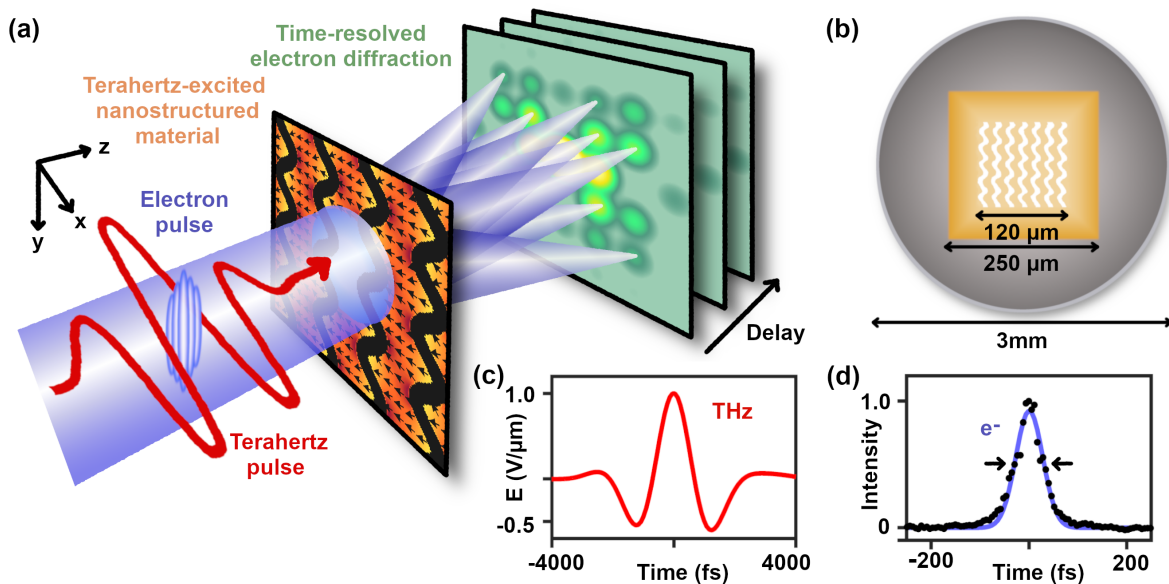 (a)
Time-resolved
electron diffraction
Terahertz-excited
nanostructured
material
z
x
y
Electron
pulse
Terahertz
pulse
Delay
(b)
120 µm
250 µm
3mm
(c)
THz
E (V/µm)
1.0
-0.5
-4000
0
4000
Time (fs)
(d)
e-
Intensity
1.0
0
-200
0
200
Time (fs)